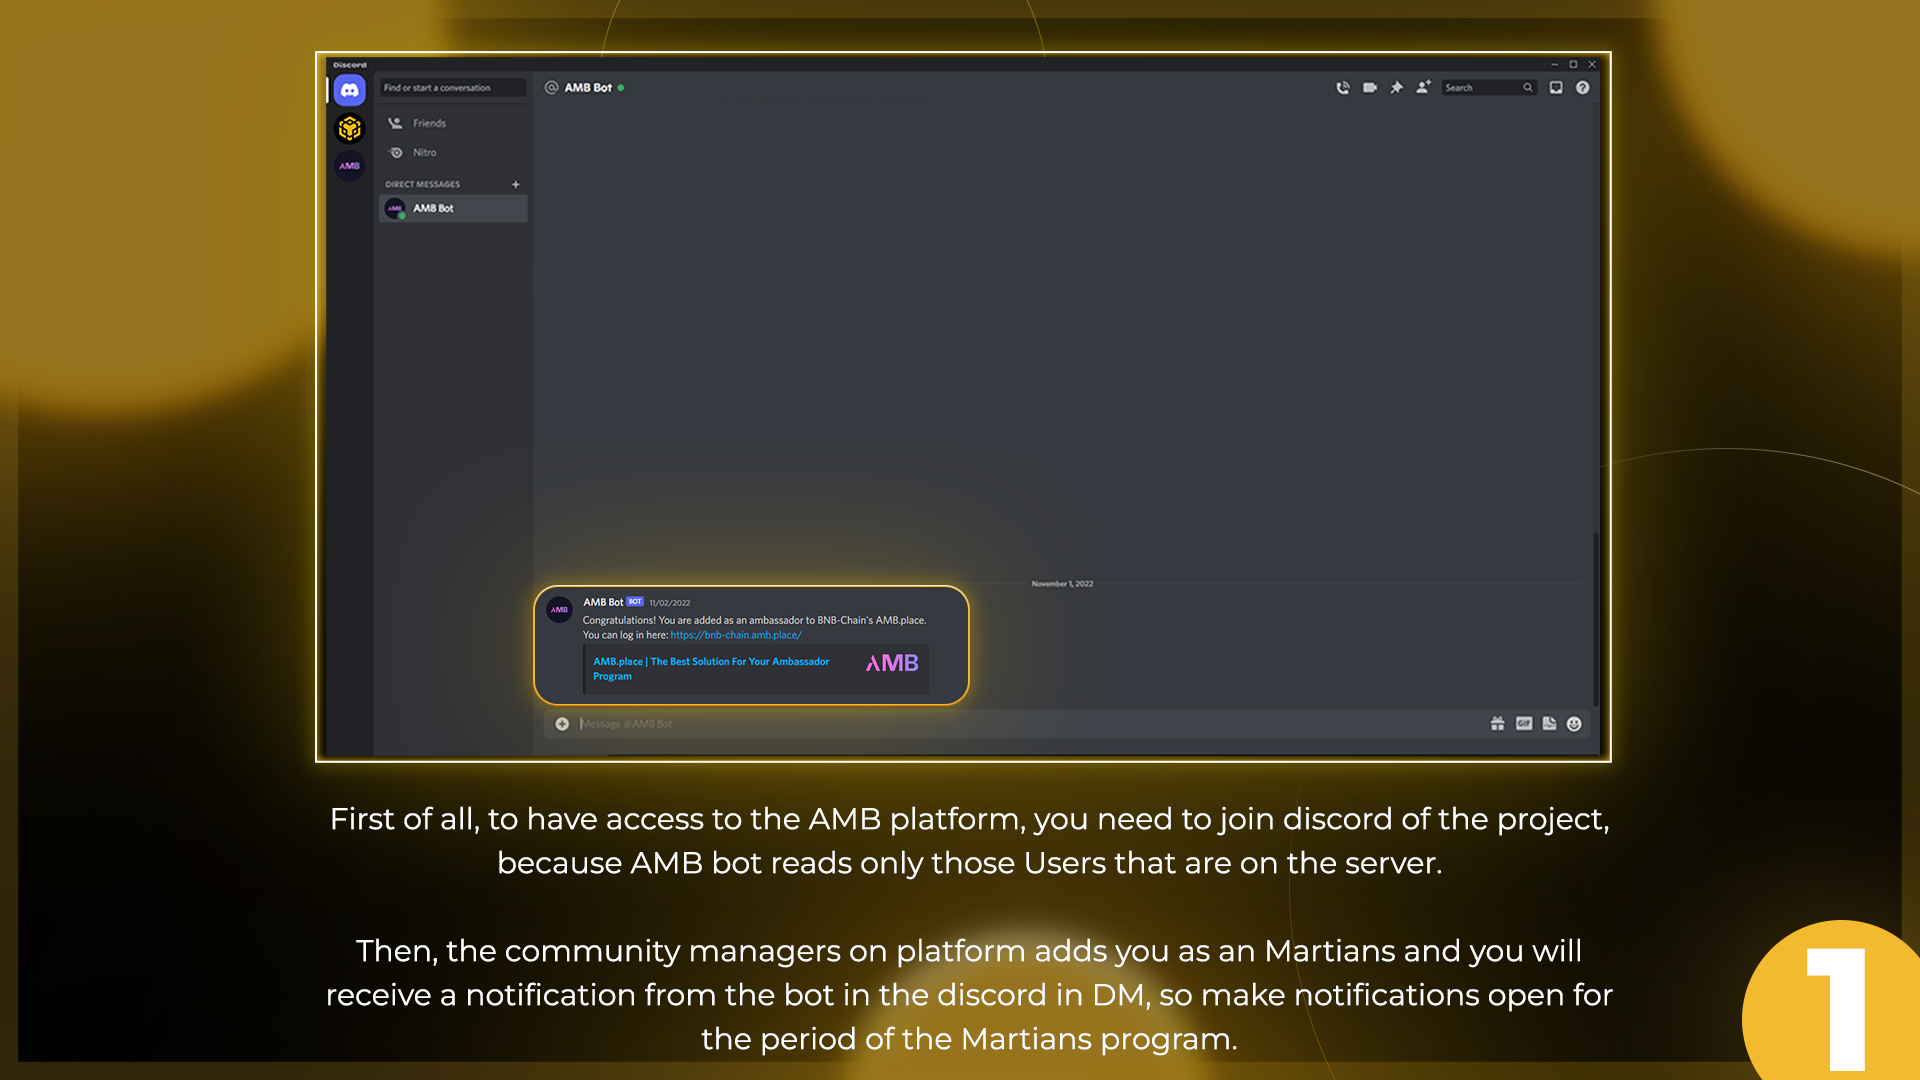 Discord
Find or start a conversation
AMB Bot
Search
Friends
AMB
Nitro
DIRECT MESSAGES +
AMB AMB Bot
November 1, 2022
AMB
AMB Bot BOT 11/02/2022
Congratulations! You are added as an ambassador to BNB-Chain's AMB.place.
You can log in here: https://bnb-chain.amb.place/
AMB.place | The Best Solution For Your Ambassador
Program
AMB
Message @AMB Bot
GIF
First of all, to have access to the AMB platform, you need to join discord of the project,
because AMB bot reads only those Users that are on the server.
Then, the community managers on platform adds you as an Martians and you will
receive a notification from the bot in the discord in DM, so make notifications open for
the period of the Martians program.
1